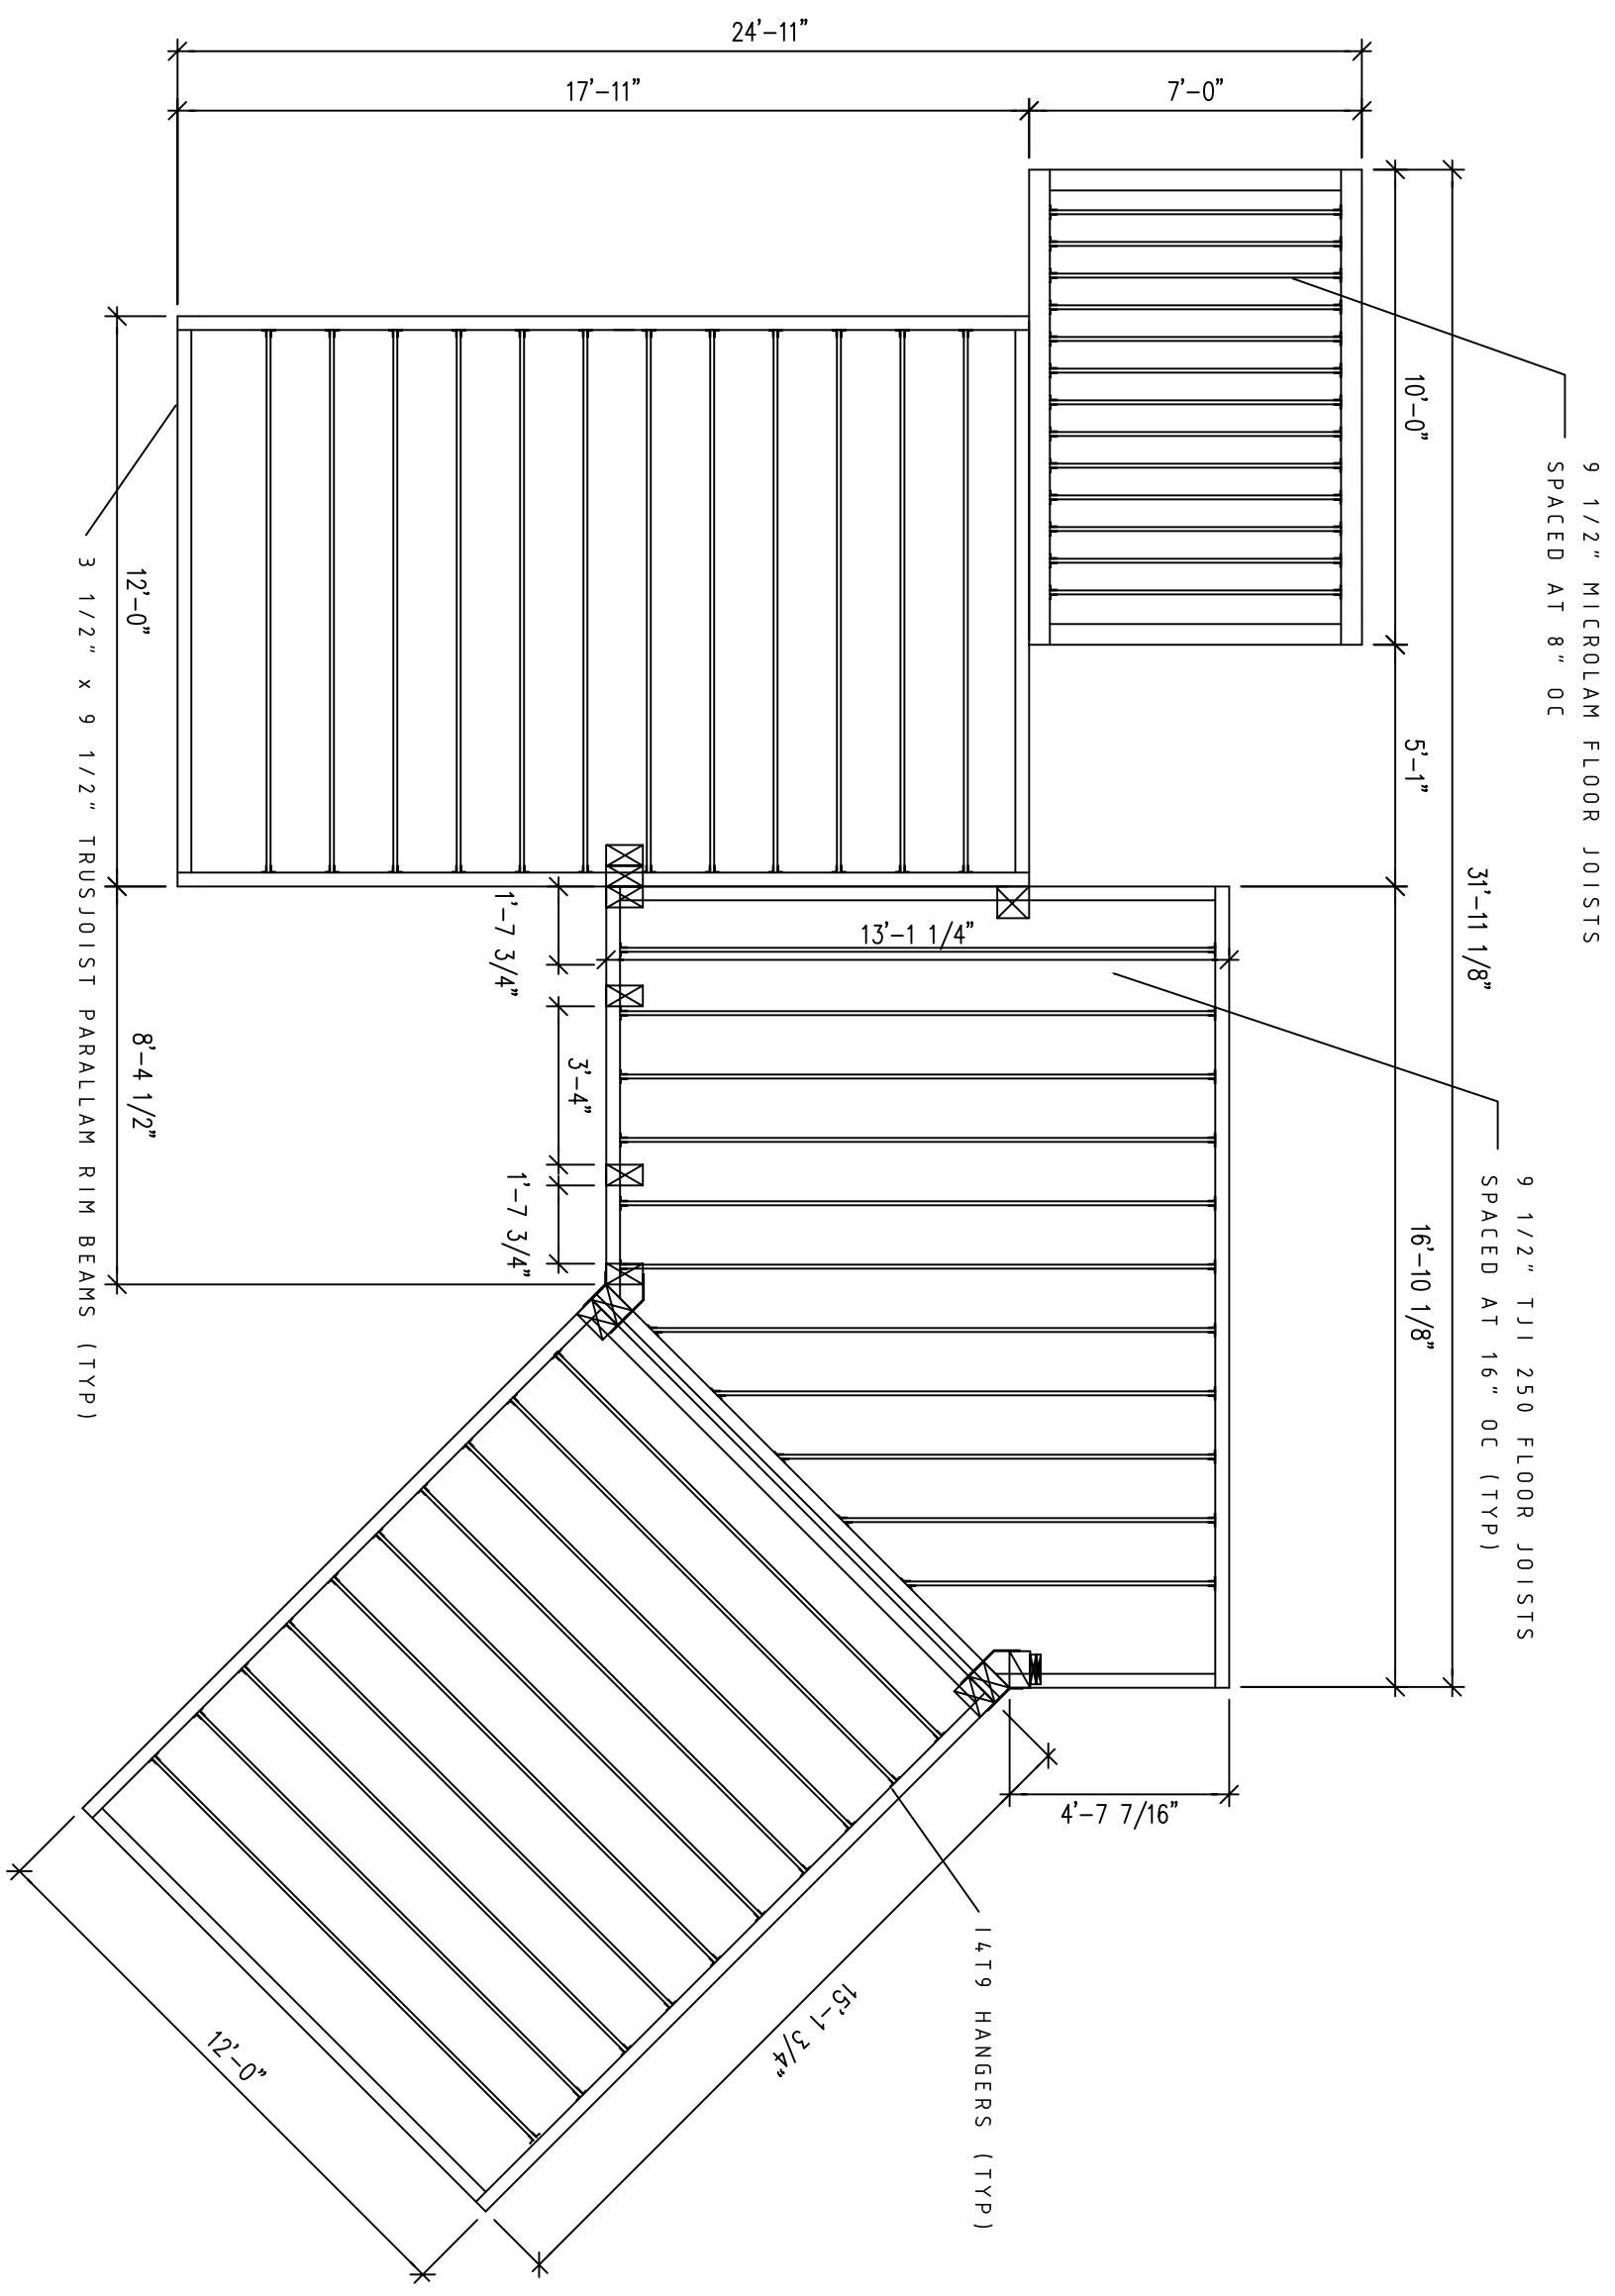 24'-11"
17'-11"
7'-0"
10'-0"
5'-1"
31'-11 1/8"
16'-10 1/8"
9 1/2" MICROLAM FLOOR JOISTS
SPACED AT 8" OC
9 1/2" TJI 250 FLOOR JOISTS
SPACED AT 16" OC (TYP)
12'-0"
8'-4 1/2"
3 1/2" x 9 1/2" TRUSJOIST PARALLAM RIM BEAMS (TYP)
13'-1 1/4"
1'-7 3/4"
3'-4"
1'-7 3/4"
4'-7 7/16"
15'-1 3/4"
12'-0"
I4T9 HANGERS (TYP)